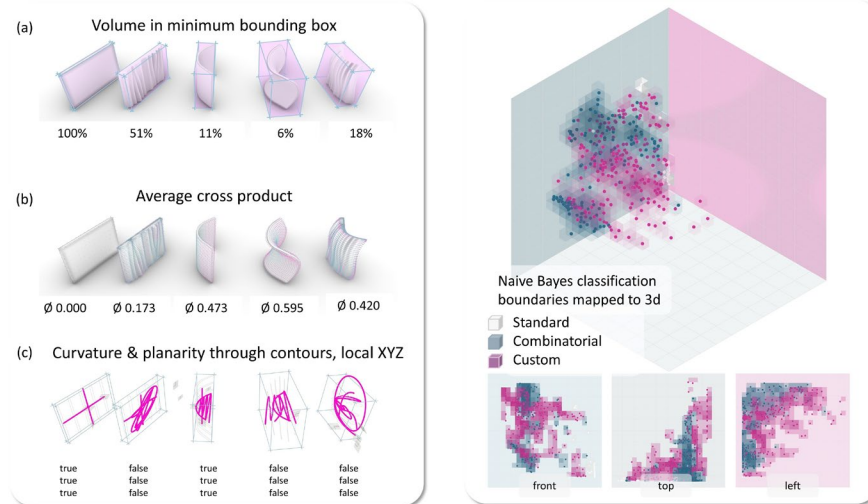 (a) Volume in minimum bounding box
100% 51% 11% 6% 18%
(b) Average cross product
Ø 0.000 Ø 0.173 Ø 0.473 Ø 0.595 Ø 0.420
(c) Curvature & planarity through contours, local XYZ
true false true false false
true false true false false
true false true false false
Naive Bayes classification
boundaries mapped to 3d
Standard
Combinatorial
Custom
front top left